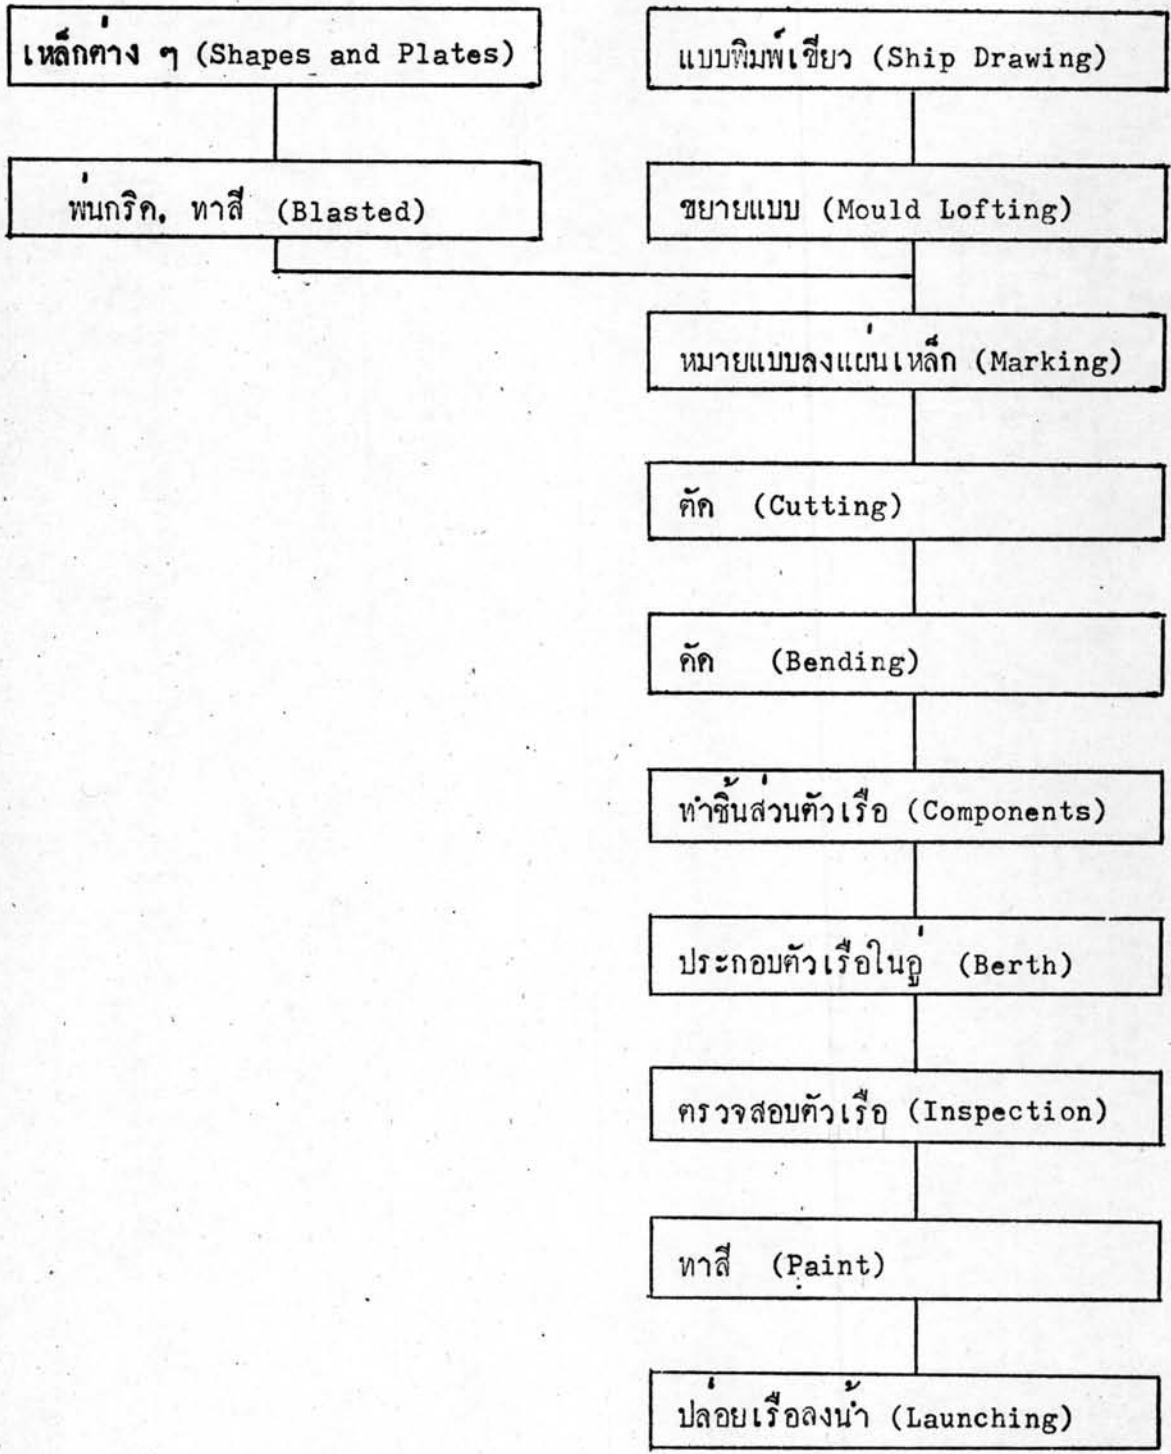 เหล็กต่าง ๆ (Shapes and Plates)
แบบพิมพ์เขียว (Ship Drawing)
พ่นกริด, ทาสี (Blasted)
ขยายแบบ (Mould Lofting)
หมายแบบลงแผ่นเหล็ก (Marking)
ตัด (Cutting)
ดัด (Bending)
ทำชิ้นส่วนตัวเรือ (Components)
ประกอบตัวเรือในอู่ (Berth)
ตรวจสอบตัวเรือ (Inspection)
ทาสี (Paint)
ปล่อยเรือลงน้ำ (Launching)